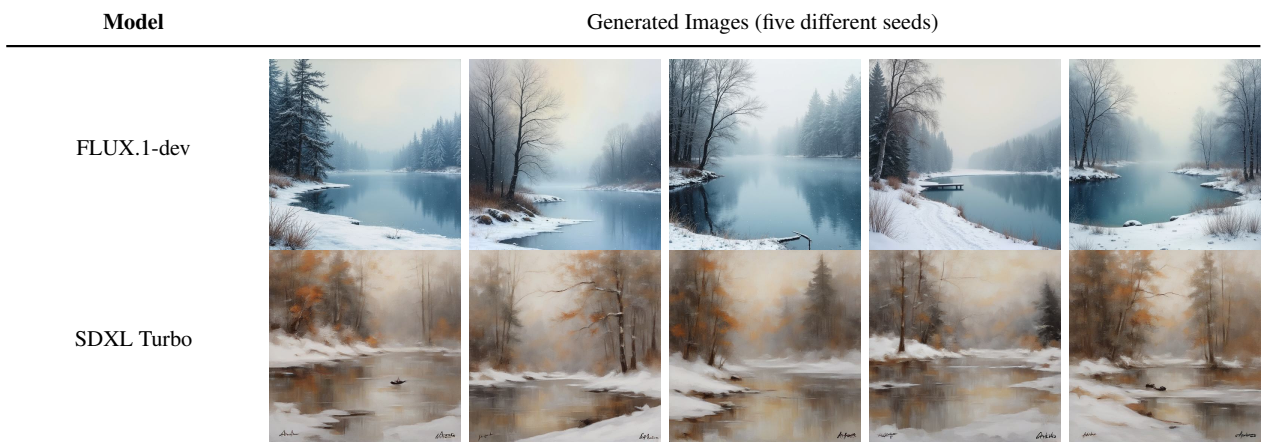 Model Generated Images (five different seeds)
FLUX.1-dev
SDXL Turbo